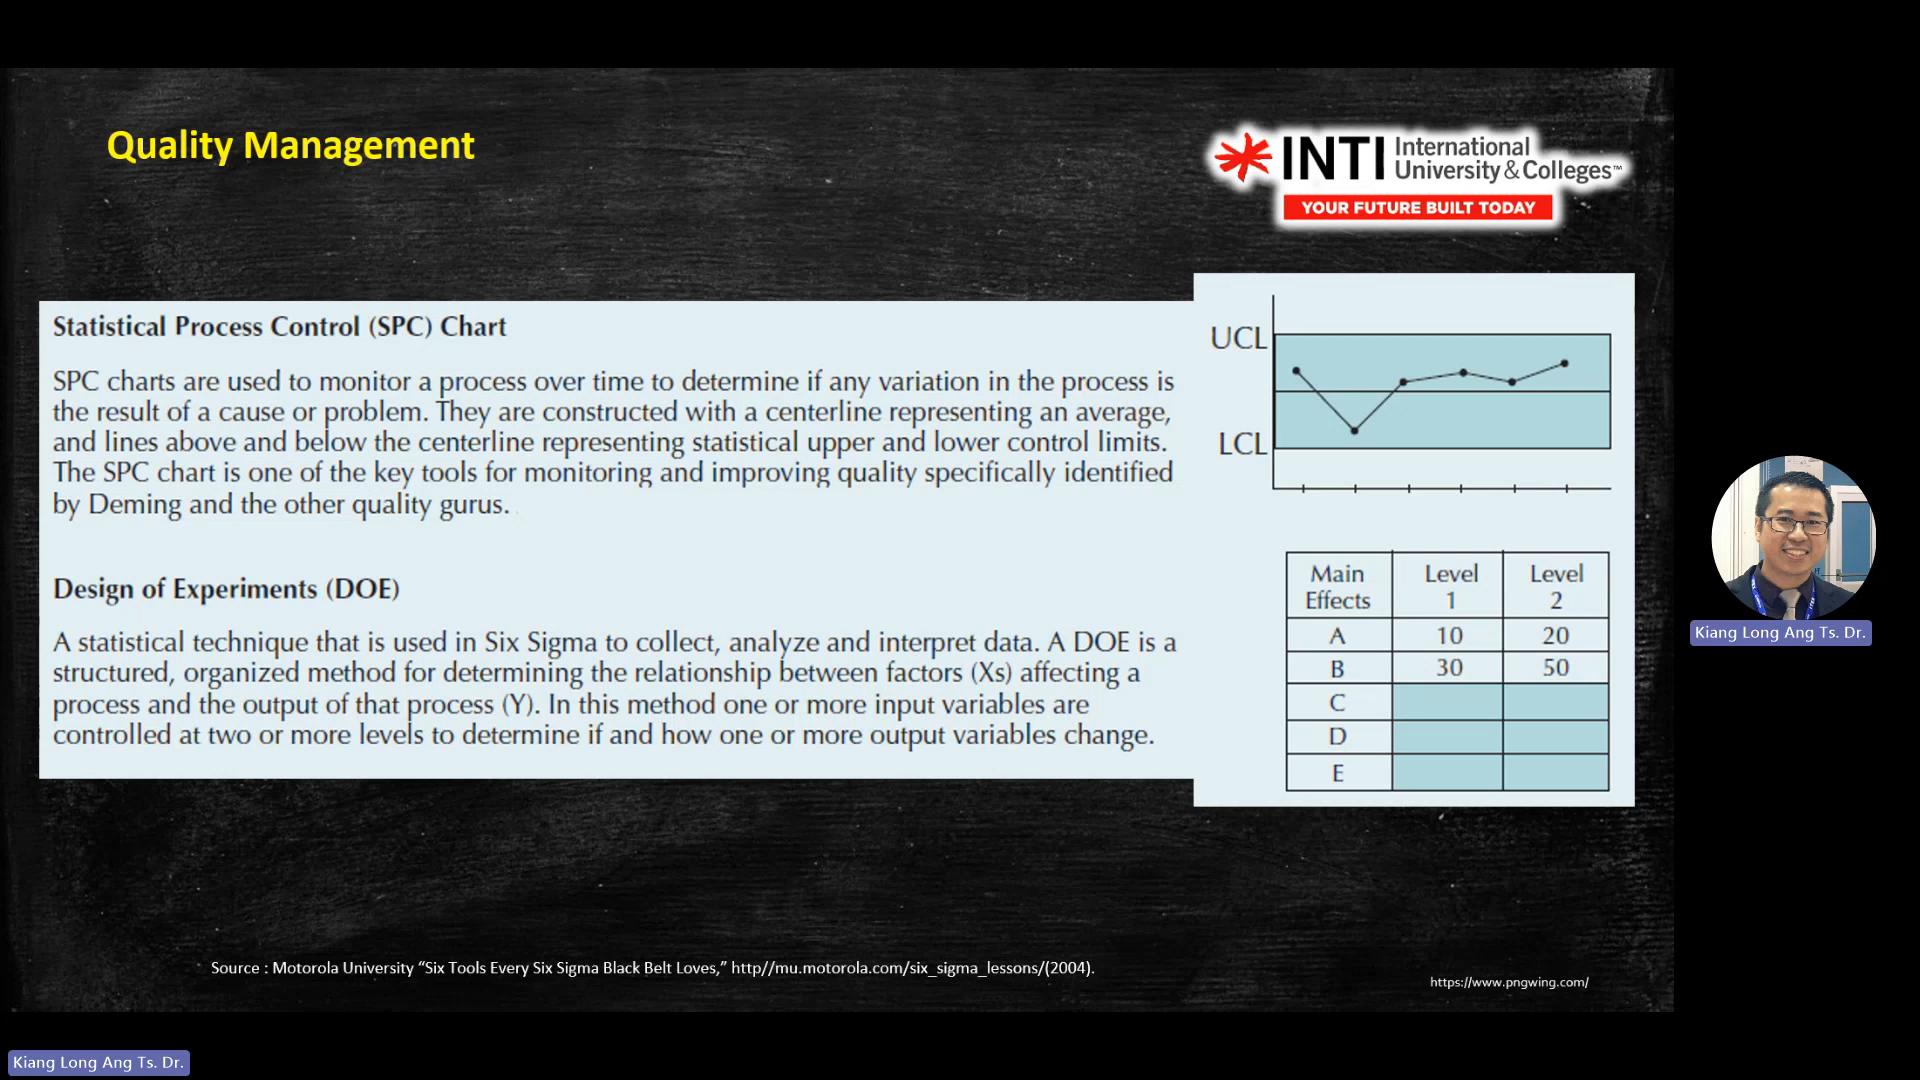 Quality Management
INTI International
University & Colleges™
YOUR FUTURE BUILT TODAY
Statistical Process Control (SPC) Chart
SPC charts are used to monitor a process over time to determine if any variation in the process is
the result of a cause or problem. They are constructed with a centerline representing an average,
and lines above and below the centerline representing statistical upper and lower control limits.
The SPC chart is one of the key tools for monitoring and improving quality specifically identified
by Deming and the other quality gurus.
UCL
LCL
Design of Experiments (DOE)
A statistical technique that is used in Six Sigma to collect, analyze and interpret data. A DOE is a
structured, organized method for determining the relationship between factors (Xs) affecting a
process and the output of that process (Y). In this method one or more input variables are
controlled at two or more levels to determine if and how one or more output variables change.
Main Effects Level 1 Level 2
A 10 20
B 30 50
C
D
E
Source : Motorola University “Six Tools Every Six Sigma Black Belt Loves,” http//mu.motorola.com/six_sigma_lessons/(2004).
https://www.pngwing.com/
Kiang Long Ang Ts. Dr.
Kiang Long Ang Ts. Dr.